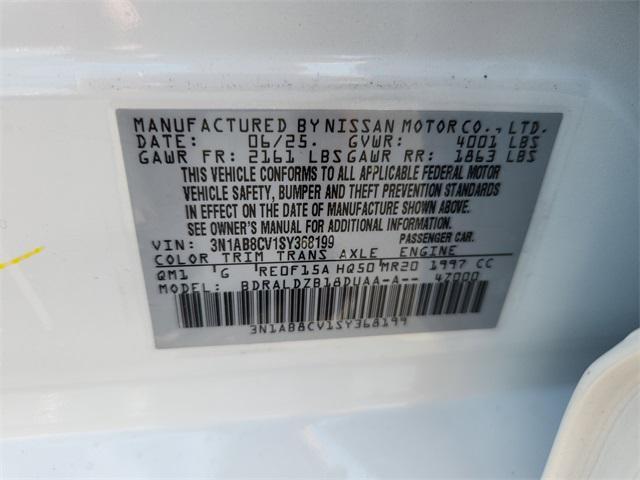 MANUFACTURED BY NISSAN MOTOR CO., LTD.
DATE: 06/25. GVWR: 4001 LBS
GAWR FR: 2161 LBS GAWR RR: 1863 LBS
THIS VEHICLE CONFORMS TO ALL APPLICABLE FEDERAL MOTOR
VEHICLE SAFETY, BUMPER AND THEFT PREVENTION STANDARDS
IN EFFECT ON THE DATE OF MANUFACTURE SHOWN ABOVE.
SEE OWNER'S MANUAL FOR ADDITIONAL INFORMATION.
VIN: 3N1AB8CV1SY368199 PASSENGER CAR.
COLOR TRIM TRANS AXLE ENGINE
QM1 G RE0F15A HQ50 MR20 1997 CC
MODEL: BDRALDZB18DUAA-A-- 47000
3N1AB8CV1SY368199